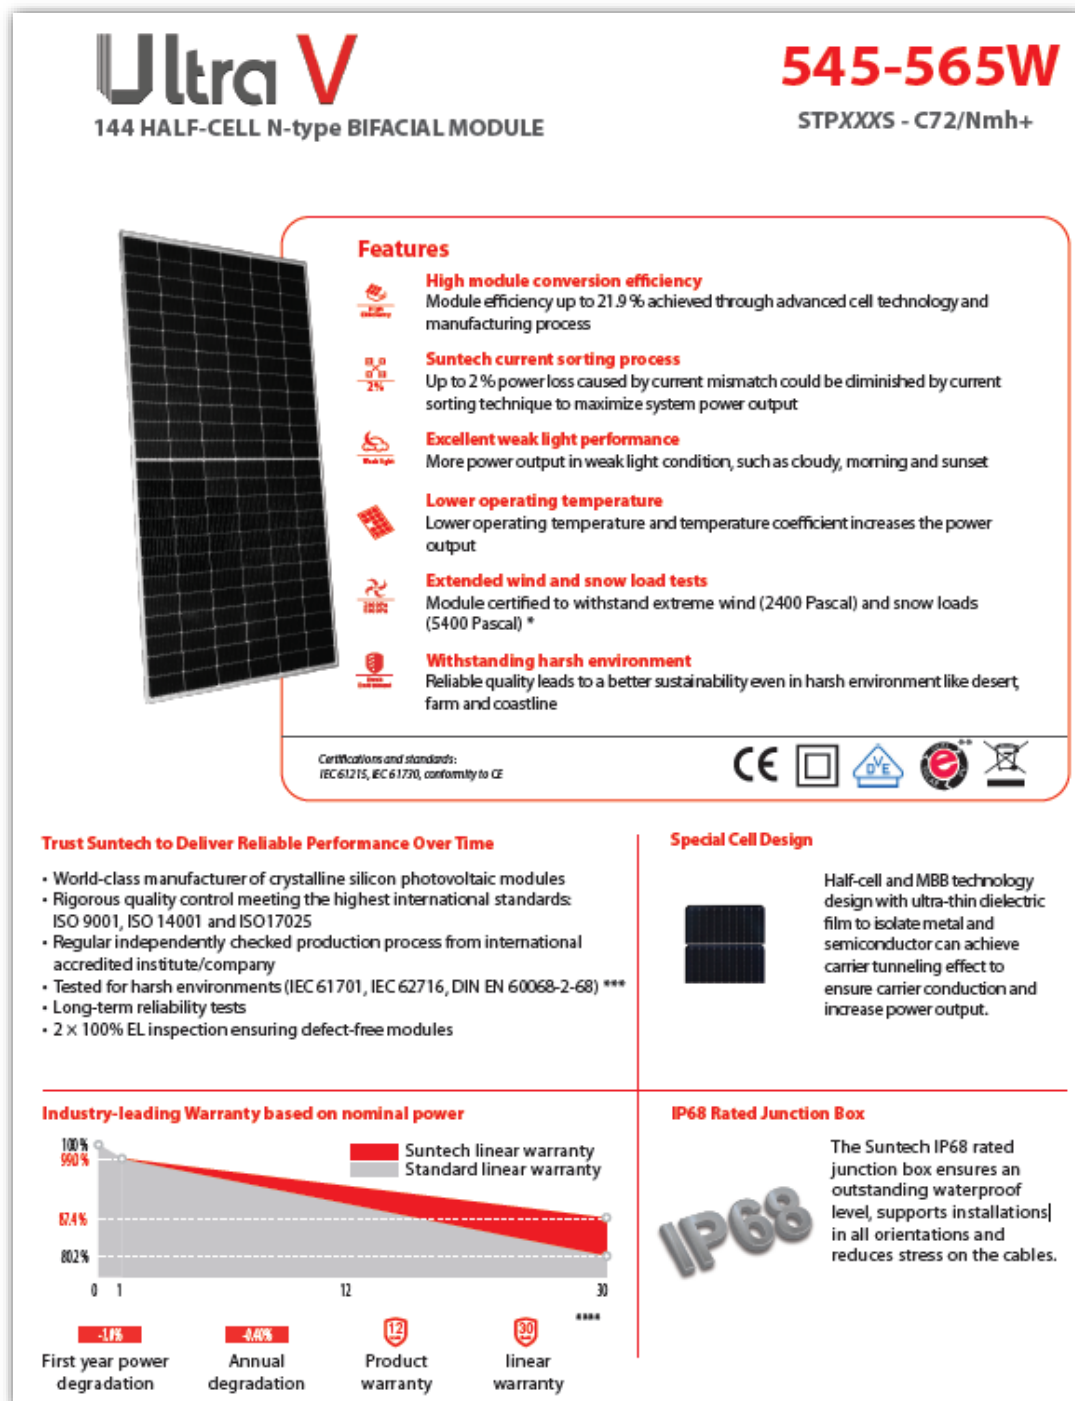 Ultra V
545-565W
144 HALF-CELL N-type BIFACIAL MODULE
STPXXXS - C72/Nmh+
Features
High module conversion efficiency
Module efficiency up to 21.9 % achieved through advanced cell technology and
manufacturing process
Suntech current sorting process
Up to 2 % power loss caused by current mismatch could be diminished by current
sorting technique to maximize system power output
2%
Excellent weak light performance
More power output in weak light condition, such as cloudy, morning and sunset
Weak light
Lower operating temperature
Lower operating temperature and temperature coefficient increases the power
output
Extended wind and snow load tests
Module certified to withstand extreme wind (2400 Pascal) and snow loads
(5400 Pascal) *
Withstanding harsh environment
Reliable quality leads to a better sustainability even in harsh environment like desert,
farm and coastline
Certifications and standards:
IEC 61215, IEC 61730, conformity to CE
CE
DVE
e
**
Trust Suntech to Deliver Reliable Performance Over Time
• World-class manufacturer of crystalline silicon photovoltaic modules
• Rigorous quality control meeting the highest international standards:
ISO 9001, ISO 14001 and ISO17025
• Regular independently checked production process from international
accredited institute/company
• Tested for harsh environments (IEC 61701, IEC 62716, DIN EN 60068-2-68) ***
• Long-term reliability tests
• 2 × 100% EL inspection ensuring defect-free modules
Special Cell Design
Half-cell and MBB technology
design with ultra-thin dielectric
film to isolate metal and
semiconductor can achieve
carrier tunneling effect to
ensure carrier conduction and
increase power output.
Industry-leading Warranty based on nominal power
100%
99.0%
87.4%
80.2%
Suntech linear warranty
Standard linear warranty
0 1 12 30
****
-1.0%
First year power
degradation
-0.40%
Annual
degradation
12
Product
warranty
30
linear
warranty
IP68 Rated Junction Box
IP68
The Suntech IP68 rated
junction box ensures an
outstanding waterproof
level, supports installations
in all orientations and
reduces stress on the cables.